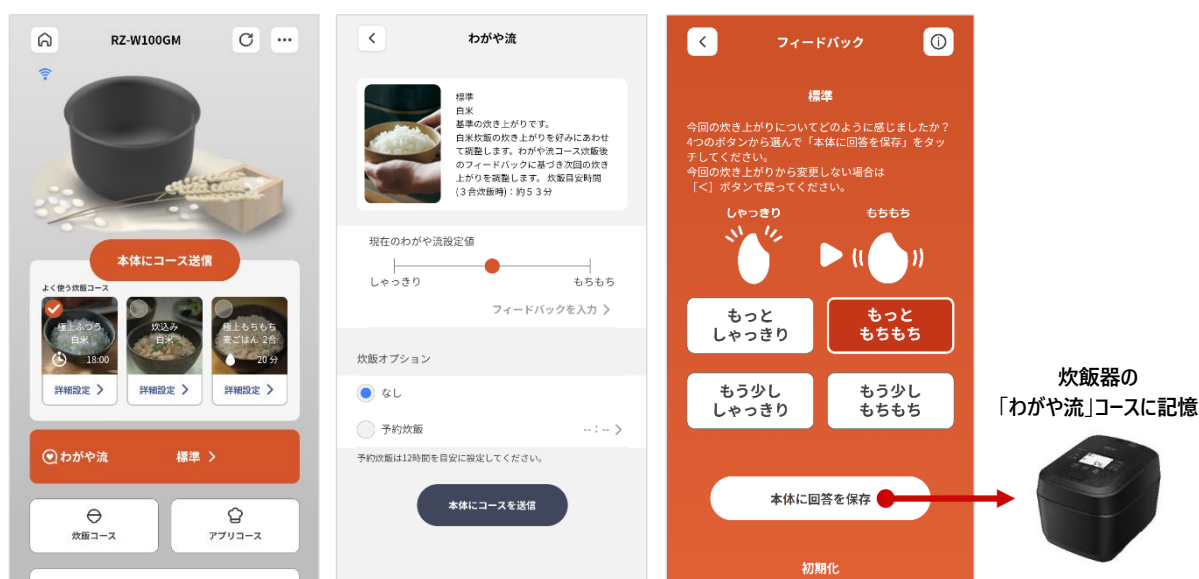 RZ-W100GM
本体にコース送信
よく使う炊飯コース
極上ふつう
白米
18:00
詳細設定
炊込み
白米
詳細設定
極上もちもち
麦ごはん 2合
20 分
詳細設定
わがや流
標準
炊飯コース
アプリコース
わがや流
標準
白米
基準の炊き上がりです。
白米炊飯の炊き上がりを好みにあわせ
て調整します。わがや流コース炊飯後
のフィードバックに基づき次回の炊き
上がりを調整します。 炊飯目安時間
(３合炊飯時)：約５３分
現在のわがや流設定値
しゃっきり
もちもち
フィードバックを入力
炊飯オプション
なし
予約炊飯
--：--
予約炊飯は12時間を目安に設定してください。
本体にコースを送信
フィードバック
標準
今回の炊き上がりについてどのように感じましたか？
4つのボタンから選んで「本体に回答を保存」をタッ
チしてください。
今回の炊き上がりから変更しない場合は
［＜］ボタンで戻ってください。
しゃっきり
もちもち
もっと
しゃっきり
もっと
もちもち
もう少し
しゃっきり
もう少し
もちもち
本体に回答を保存
初期化
炊飯器の
「わがや流」コースに記憶